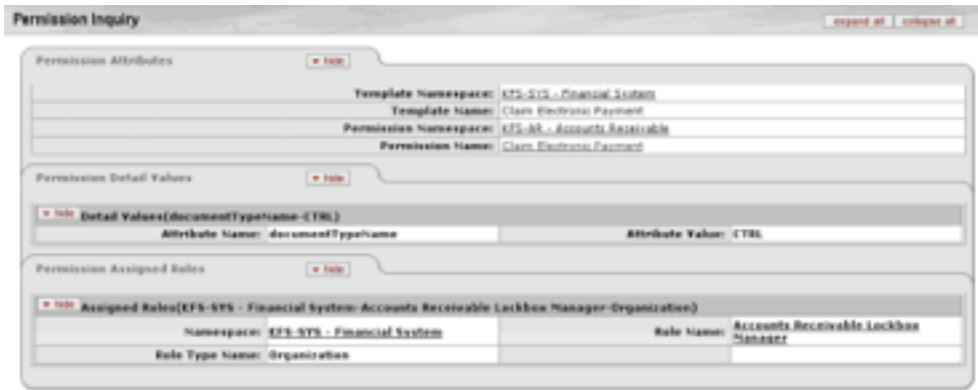 Permission Inquiry
expand all collapse all
Permission Attributes
▼ hide
Template Namespace: KFS-SYS - Financial System
Template Name: Claim Electronic Payment
Permission Namespace: KFS-AR - Accounts Receivable
Permission Name: Claim Electronic Payment
Permission Detail Values
▼ hide
▼ hide Detail Values(documentTypeName-CTRL)
Attribute Name: documentTypeName Attribute Value: CTRL
Permission Assigned Roles
▼ hide
▼ hide Assigned Roles(KFS-SYS - Financial System-Accounts Receivable Lockbox Manager-Organization)
Namespace: KFS-SYS - Financial System Role Name: Accounts Receivable Lockbox
Manager
Role Type Name: Organization